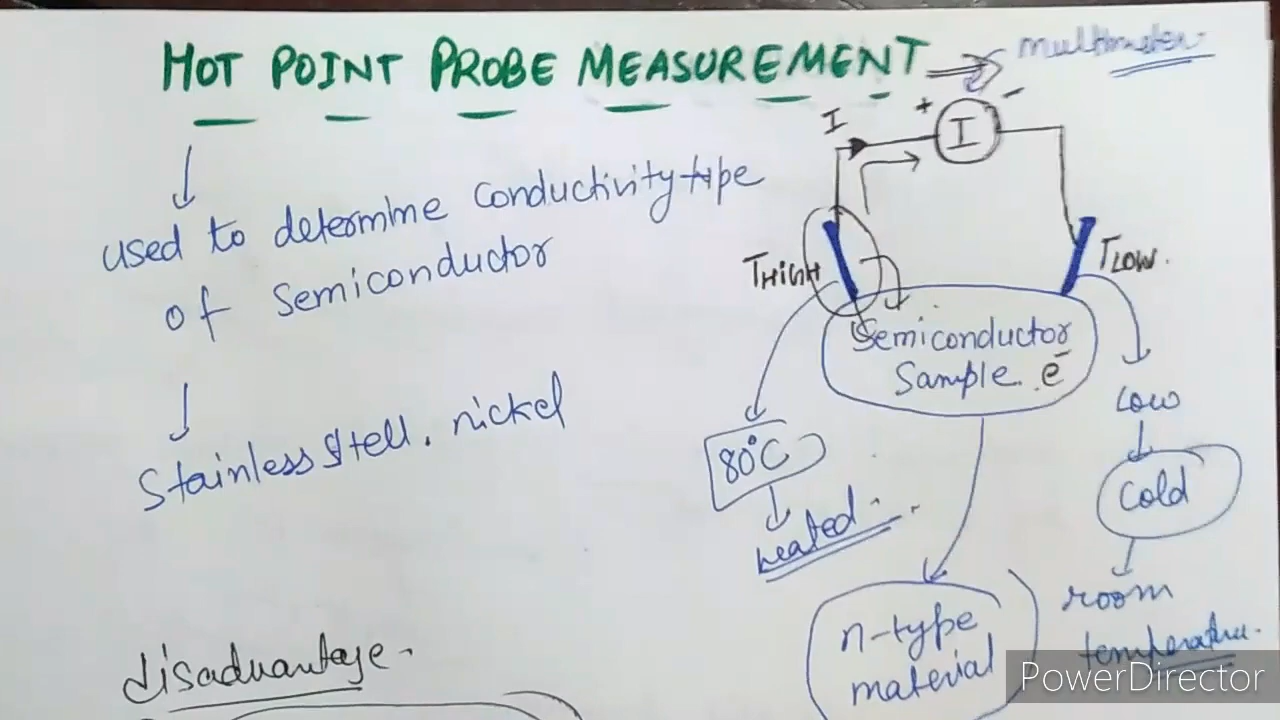 HOT POINT PROBE MEASUREMENT
multimeter
used to determine conductivity type
of semiconductor
stainless stell, nickel
disadvantage
I
+
-
I
THIGH
TLOW.
Semiconductor
Sample. e-
80°C
heated
n-type
material
Low
cold
room
temperature.
PowerDirector